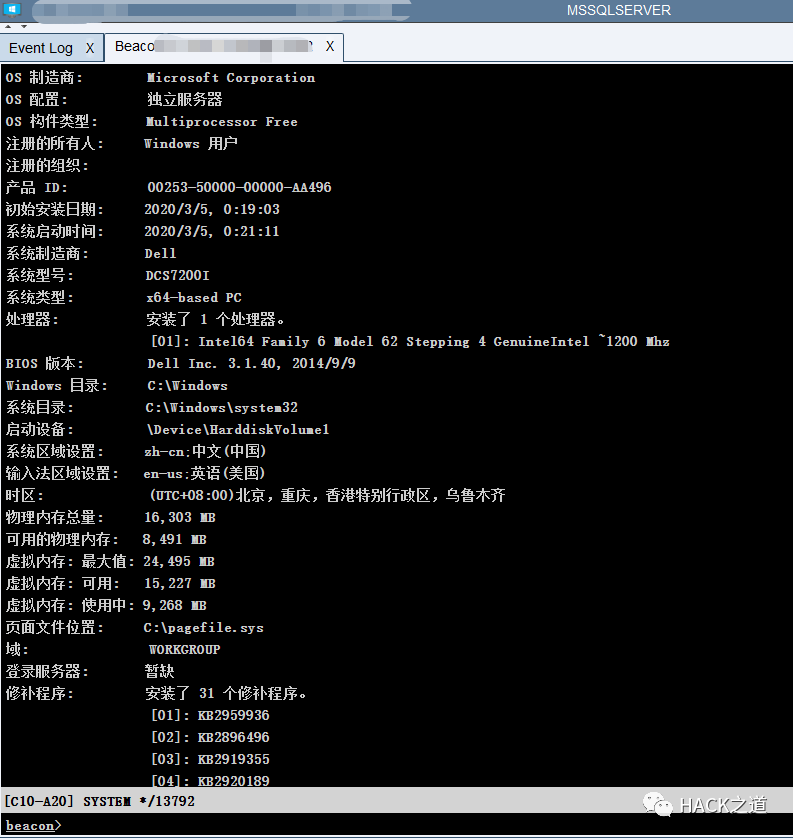 MSSQLSERVER
Event Log X Beaco X
OS 制造商: Microsoft Corporation
OS 配置: 独立服务器
OS 构件类型: Multiprocessor Free
注册的所有人: Windows 用户
注册的组织:
产品 ID: 00253-50000-00000-AA496
初始安装日期: 2020/3/5, 0:19:03
系统启动时间: 2020/3/5, 0:21:11
系统制造商: Dell
系统型号: DCS7200I
系统类型: x64-based PC
处理器: 安装了 1 个处理器。
[01]: Intel64 Family 6 Model 62 Stepping 4 GenuineIntel ~1200 Mhz
BIOS 版本: Dell Inc. 3.1.40, 2014/9/9
Windows 目录: C:\Windows
系统目录: C:\Windows\system32
启动设备: \Device\HarddiskVolume1
系统区域设置: zh-cn;中文(中国)
输入法区域设置: en-us;英语(美国)
时区: (UTC+08:00)北京，重庆，香港特别行政区，乌鲁木齐
物理内存总量: 16,303 MB
可用的物理内存: 8,491 MB
虚拟内存: 最大值: 24,495 MB
虚拟内存: 可用: 15,227 MB
虚拟内存: 使用中: 9,268 MB
页面文件位置: C:\pagefile.sys
域: WORKGROUP
登录服务器: 暂缺
修补程序: 安装了 31 个修补程序。
[01]: KB2959936
[02]: KB2896496
[03]: KB2919355
[04]: KB2920189
[C10-A20] SYSTEM */13792
HACK之道
beacon>